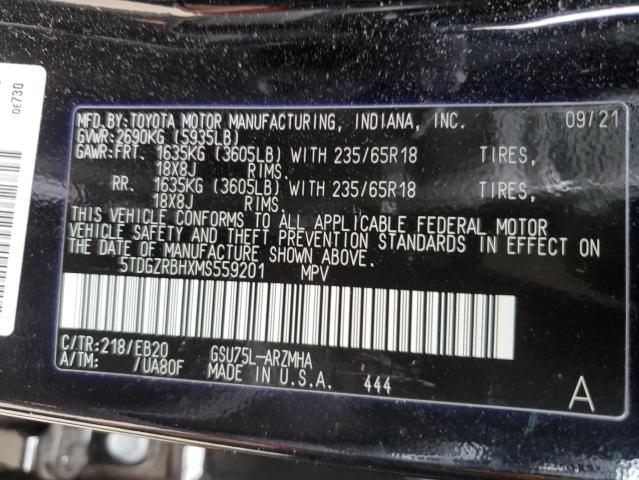 0E730
MFD.BY:TOYOTA MOTOR MANUFACTURING, INDIANA, INC. 09/21
GVWR:2690KG (5935LB)
GAWR:FRT. 1635KG (3605LB) WITH 235/65R18 TIRES,
18X8J RIMS.
RR. 1635KG (3605LB) WITH 235/65R18 TIRES,
18X8J RIMS.
THIS VEHICLE CONFORMS TO ALL APPLICABLE FEDERAL MOTOR
VEHICLE SAFETY AND THEFT PREVENTION STANDARDS IN EFFECT ON
THE DATE OF MANUFACTURE SHOWN ABOVE.
5TDGZRBHXMS559201 MPV
C/TR:218/EB20 GSU75L-ARZMHA
A/TM: /UA80F MADE IN U.S.A. 444 A